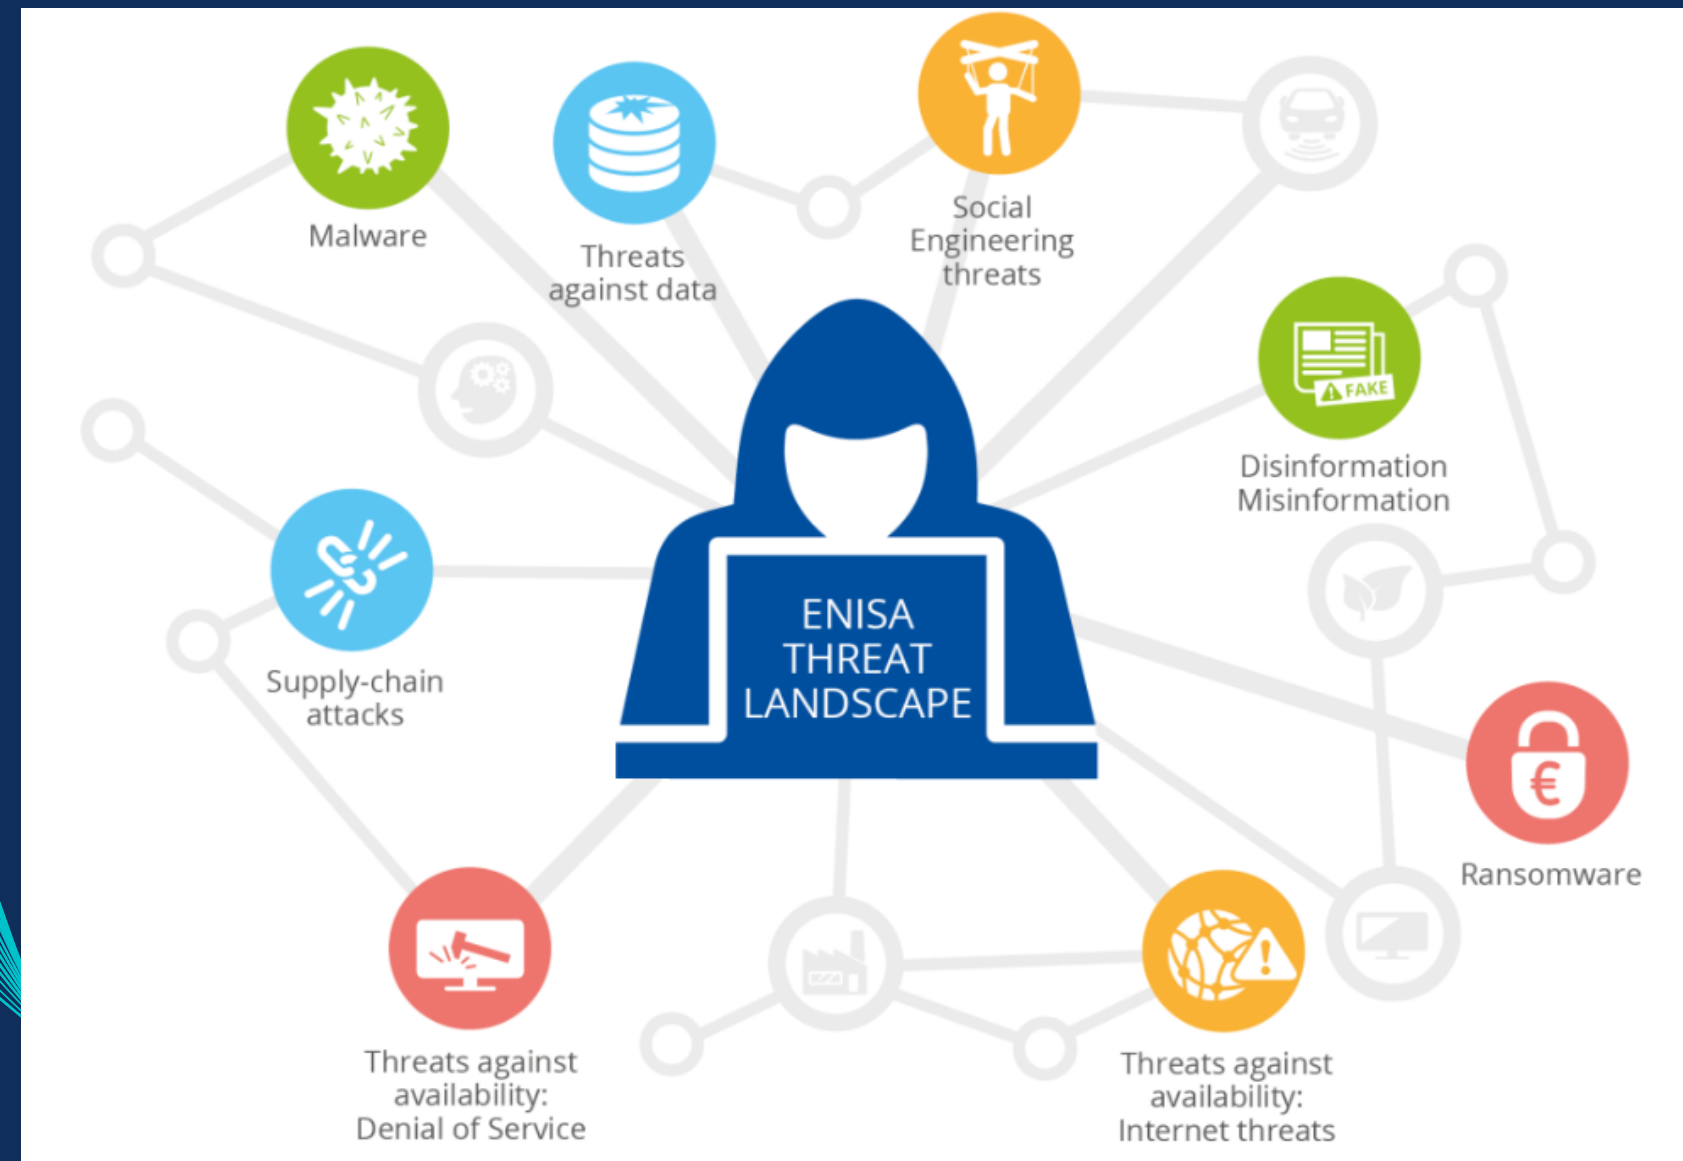 Malware
Threats
against data
Social
Engineering
threats
FAKE
Disinformation
Misinformation
ENISA
THREAT
LANDSCAPE
Supply-chain
attacks
€
Ransomware
Threats against
availability:
Denial of Service
Threats against
availability:
Internet threats